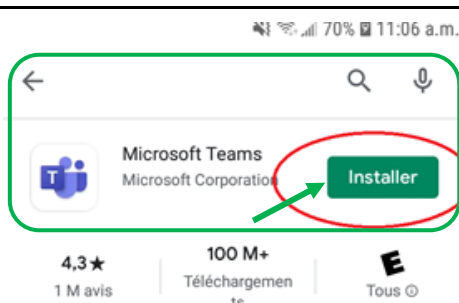 70% 11:06 a.m.
Microsoft Teams
Microsoft Corporation
Installer
4,3★
1 M avis
100 M+
Téléchargemen
ts
E
Tous